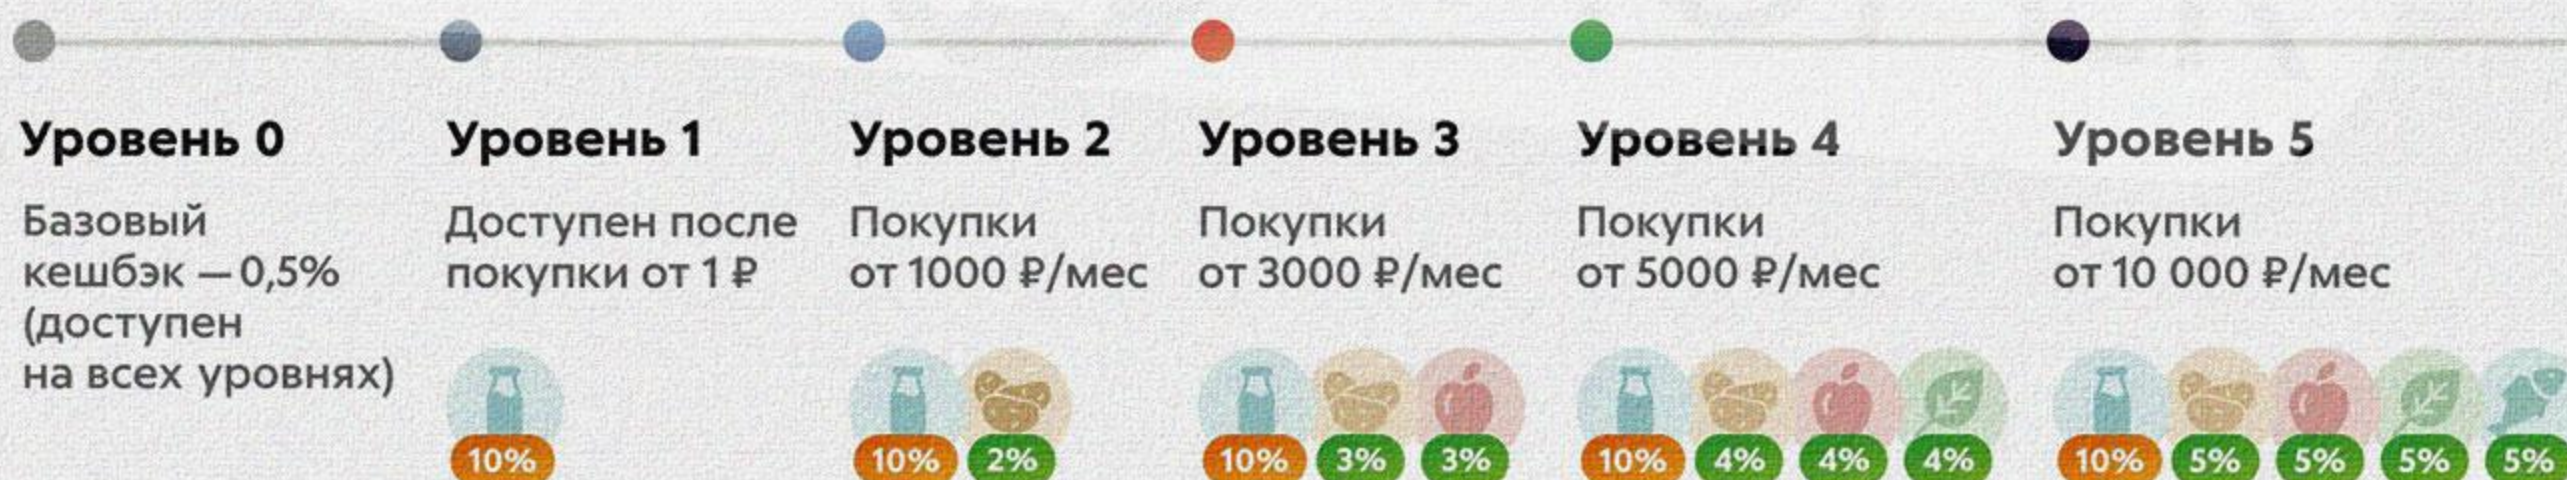 Уровень 0
Базовый
кешбэк — 0,5%
(доступен
на всех уровнях)
Уровень 1
Доступен после
покупки от 1 ₽
10%
Уровень 2
Покупки
от 1000 ₽/мес
10% 2%
Уровень 3
Покупки
от 3000 ₽/мес
10% 3% 3%
Уровень 4
Покупки
от 5000 ₽/мес
10% 4% 4% 4%
Уровень 5
Покупки
от 10 000 ₽/мес
10% 5% 5% 5% 5%